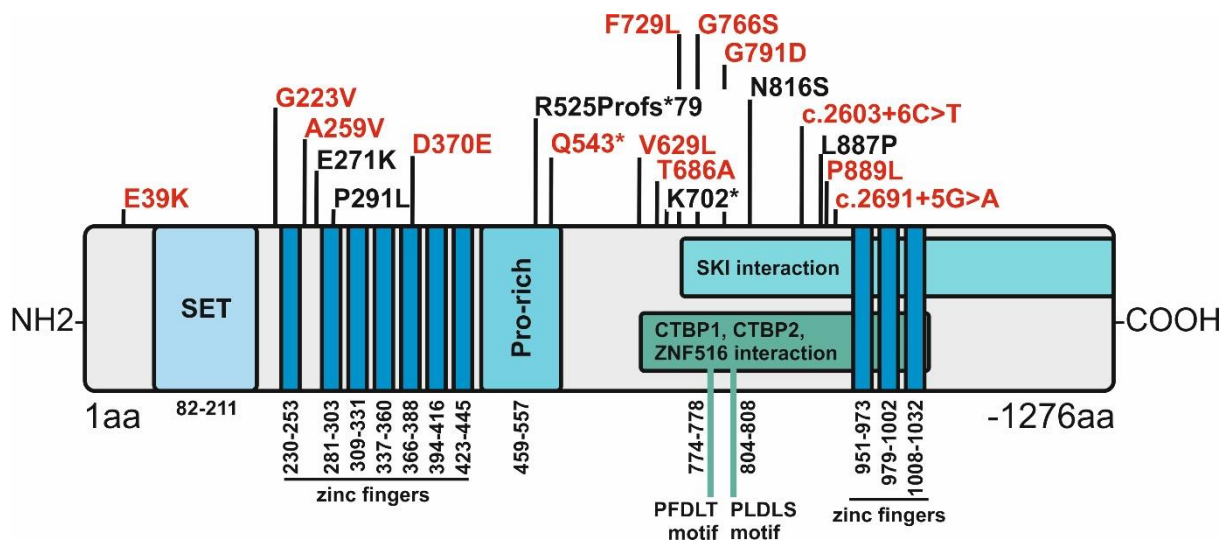 F729L
G766S
G791D
N816S
G223V
A259V
E271K
P291L
D370E
R525Profs*79
Q543*
V629L
T686A
K702*
c.2603+6C>T
L887P
P889L
c.2691+5G>A
E39K
NH2-
SET
Pro-rich
SKI interaction
CTBP1, CTBP2,
ZNF516 interaction
-COOH
1aa
82-211
230-253
281-303
309-331
337-360
366-388
394-416
423-445
459-557
774-778
804-808
951-973
979-1002
1008-1032
-1276aa
zinc fingers
PFDLT
motif
PLDLS
motif
zinc fingers